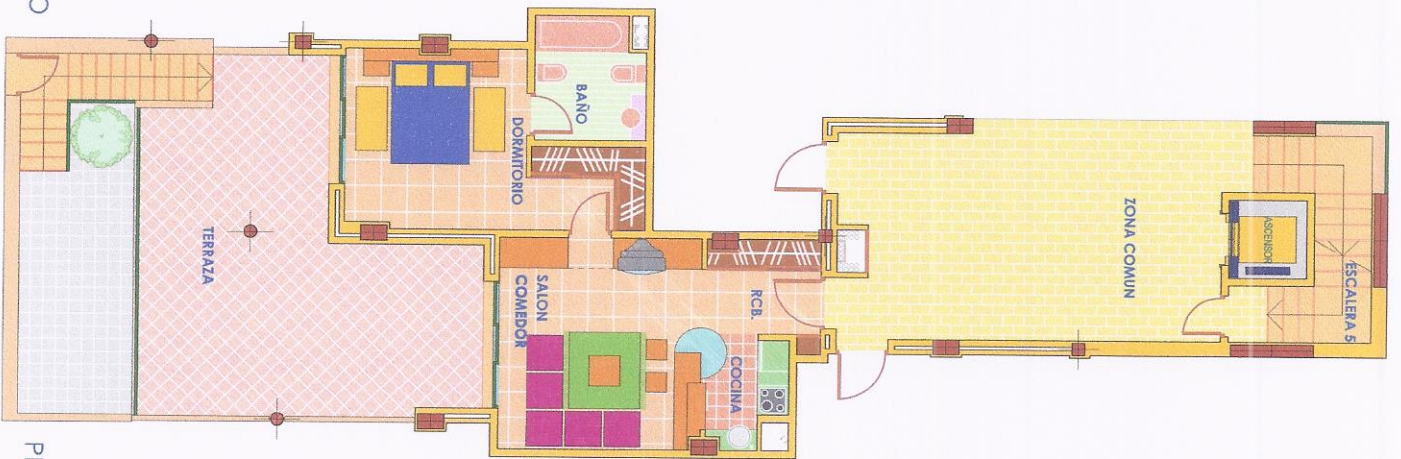 BAÑO
DORMITORIO
TERRAZA
SALON
COMEDOR
RCB.
COCINA
ZONA COMUN
ASCENSOR
ESCALERA 5